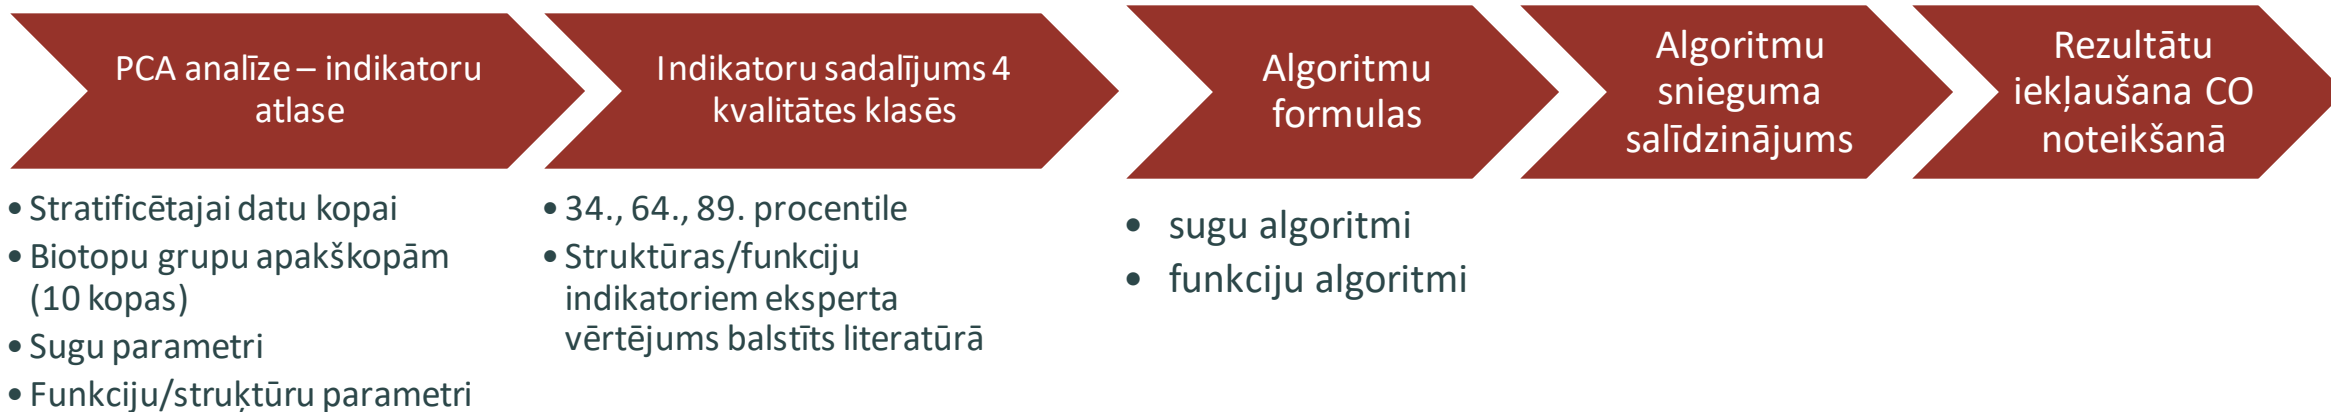 PCA analīze – indikatoru
atlase
Indikatoru sadalījums 4
kvalitātes klasēs
Algoritmu
formulas
Algoritmu
snieguma
salīdzinājums
Rezultātu
iekļaušana CO
noteikšanā
• Stratificētajai datu kopai
• Biotopu grupu apakškopām
(10 kopas)
• Sugu parametri
• Funkciju/struķtūru parametri
• 34., 64., 89. procentile
• Struktūras/funkciju
indikatoriem eksperta
vērtējums balstīts literatūrā
• sugu algoritmi
• funkciju algoritmi